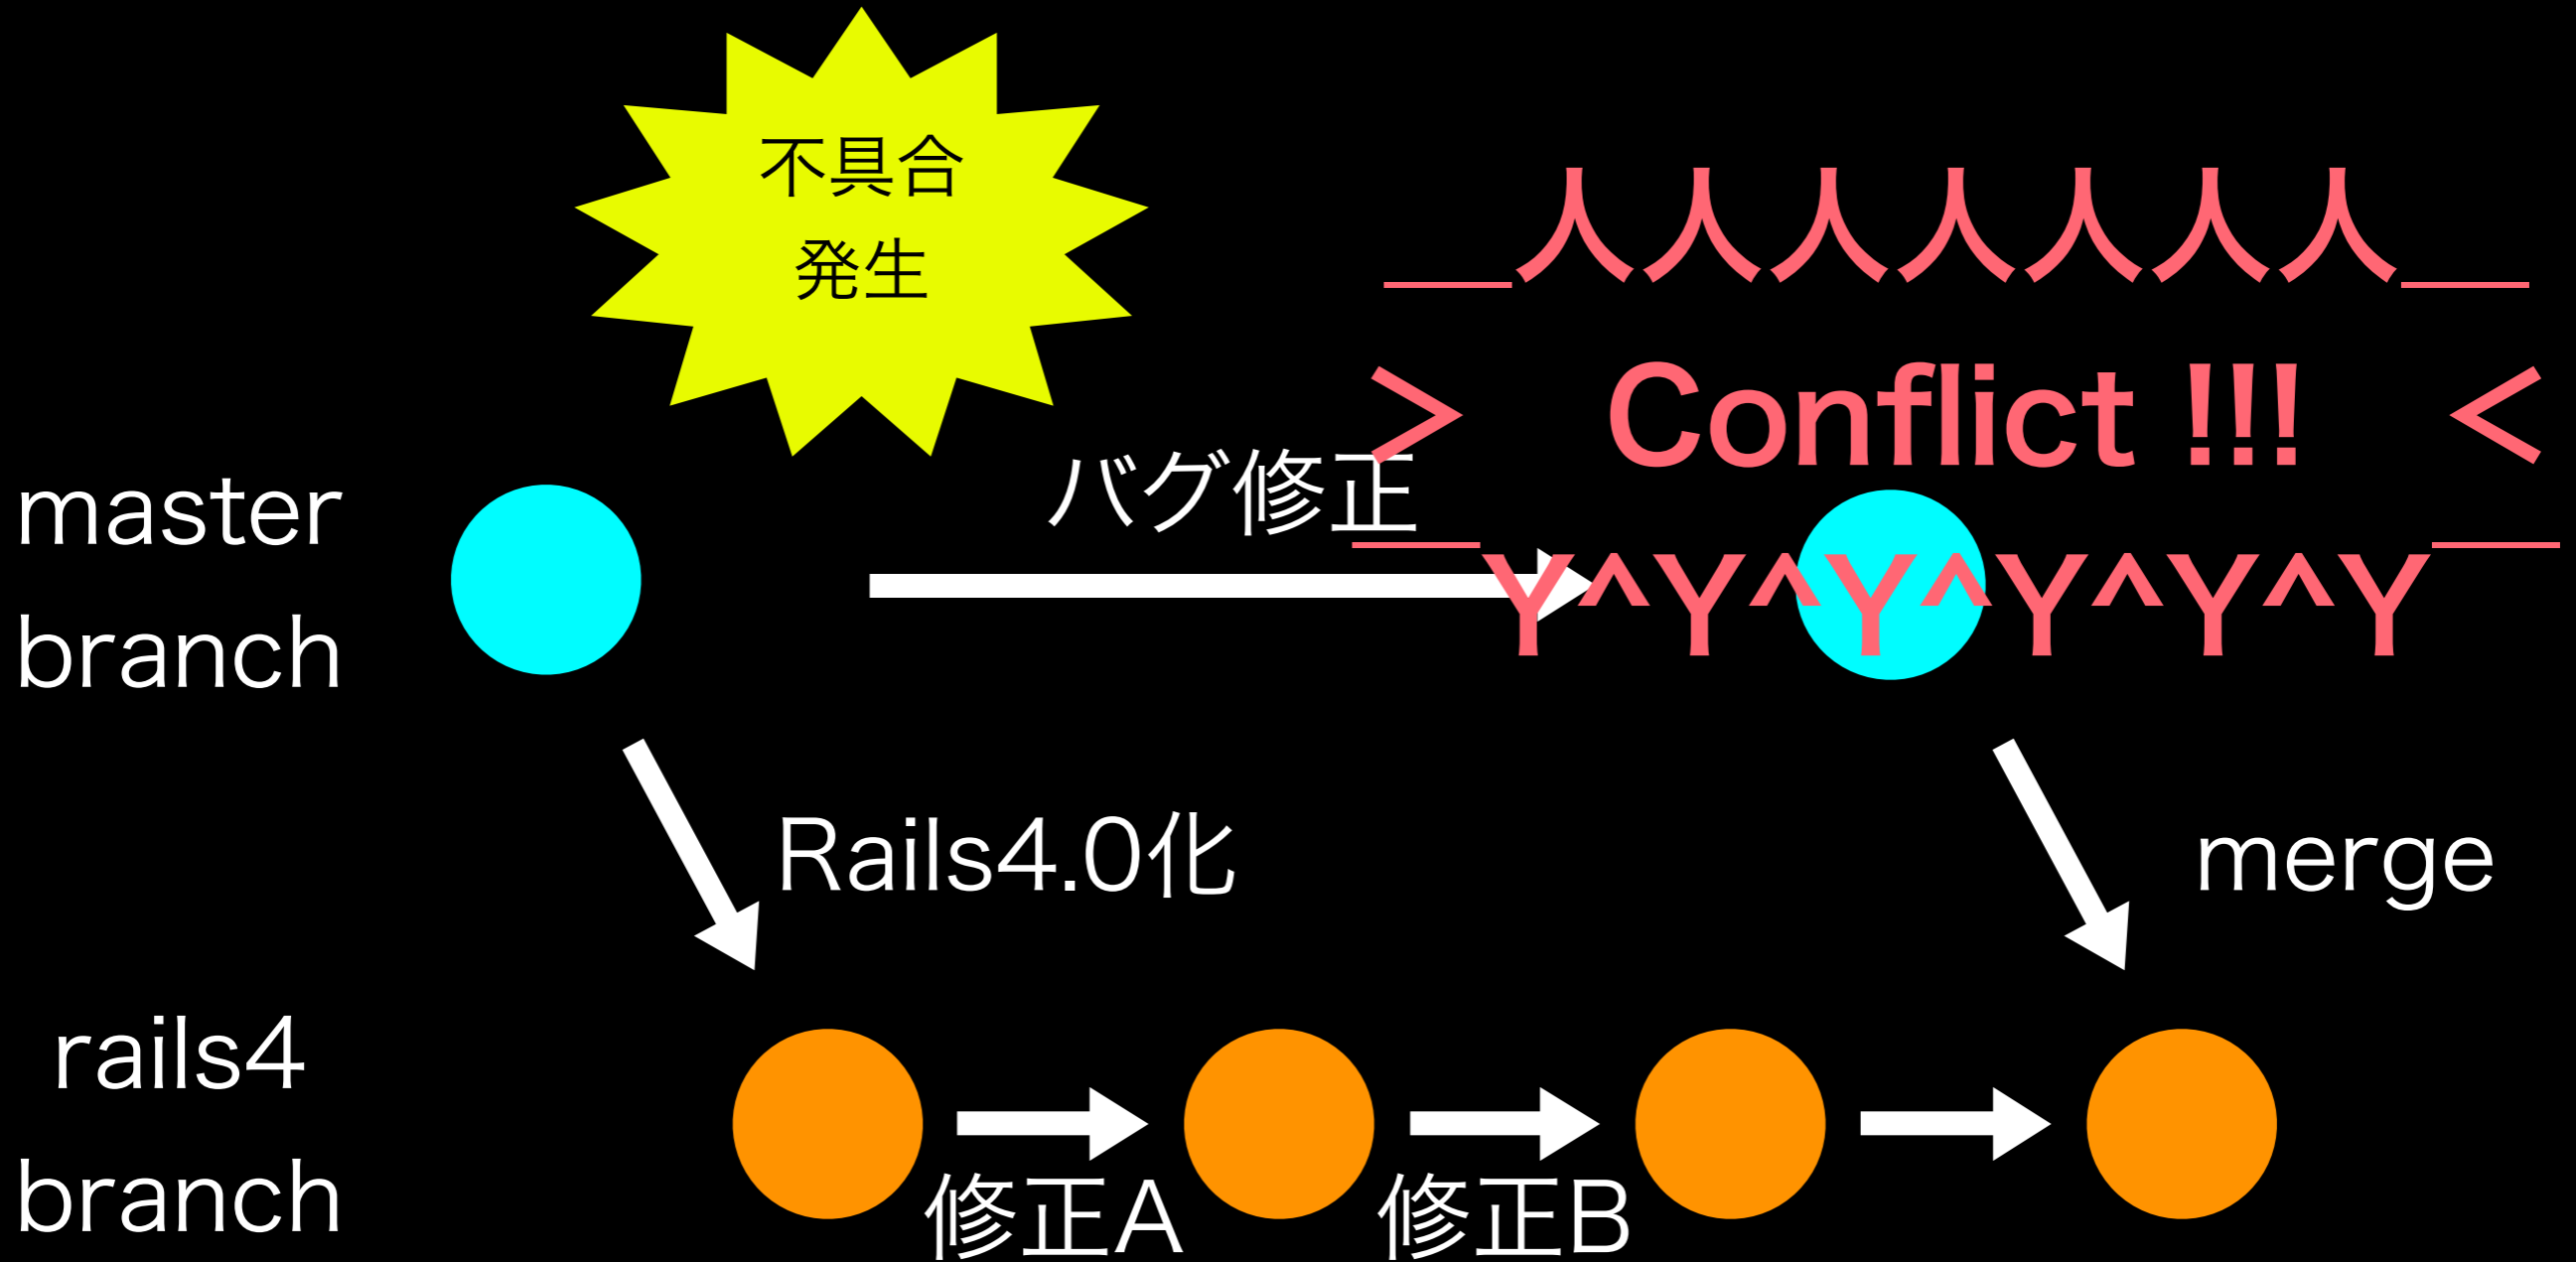 不具合
発生
＿人人人人人人人＿
＞ Conflict !!! ＜
￣Y^Y^Y^Y^Y^Y￣
バグ修正
master
branch
Rails4.0化
merge
rails4
branch
修正A
修正B